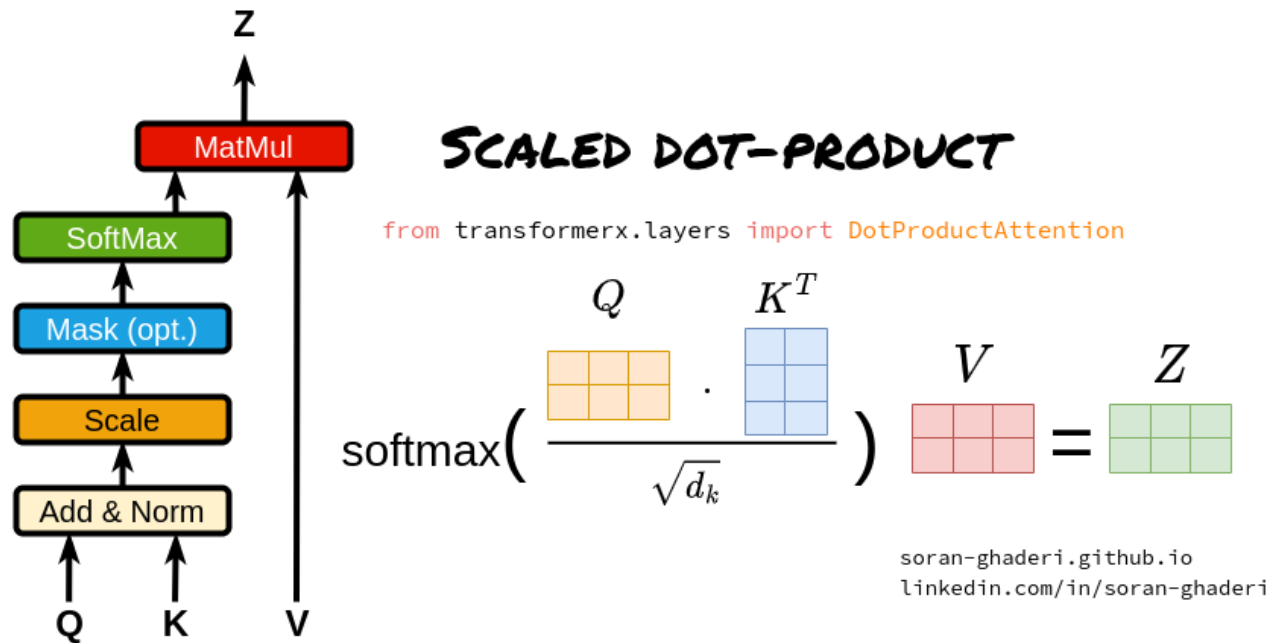 Z
MatMul
SoftMax
Mask (opt.)
Scale
Add & Norm
Q K V
SCALED DOT-PRODUCT
from transformerx.layers import DotProductAttention
Q K^T
V Z
softmax( . ) =
√d_k
soran-ghaderi.github.io
linkedin.com/in/soran-ghaderi